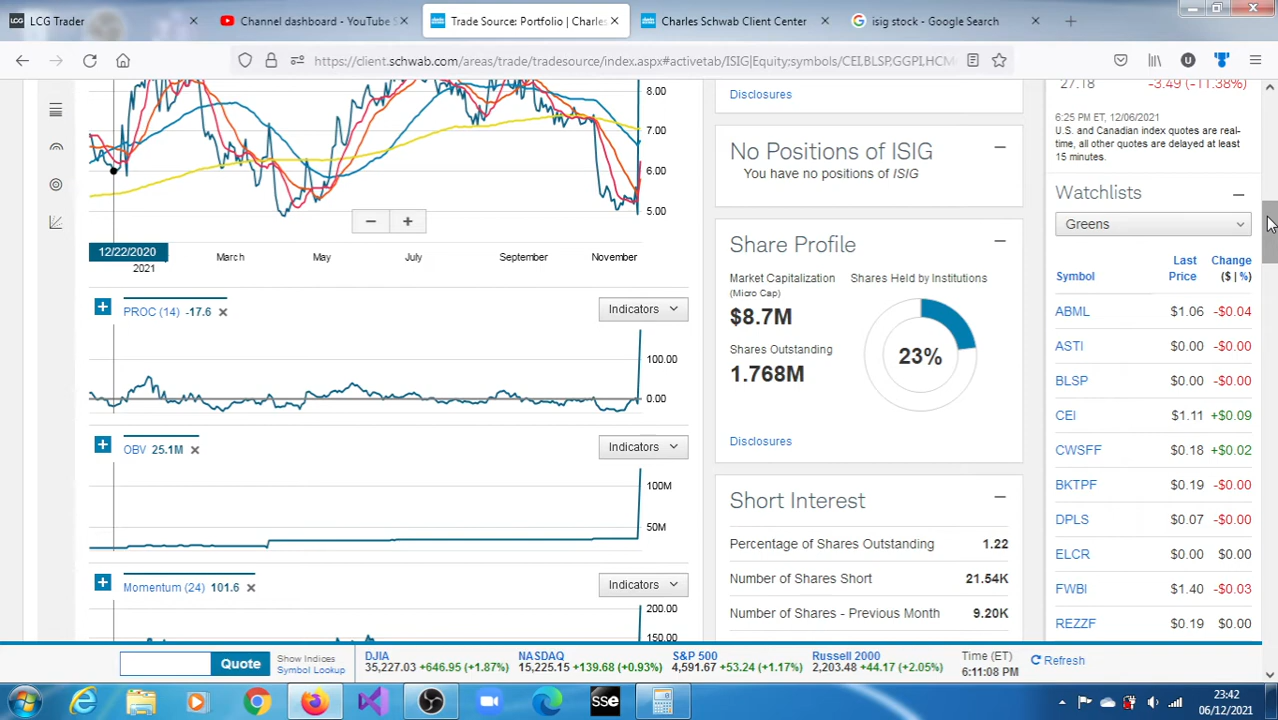 LCG Trader
Channel dashboard - YouTube S
Trade Source: Portfolio | Charles
Charles Schwab Client Center
isig stock - Google Search
https://client.schwab.com/areas/trade/tradesource/index.aspx#activetab/ISIG|Equity:symbols/CEI.BLSP.GGPI.HCM
8.00
7.00
6.00
5.00
12/22/2020
2021
March
May
July
September
November
PROC (14) -17.6
Indicators
100.00
0.00
OBV 25.1M
Indicators
100M
50M
Momentum (24) 101.6
Indicators
200.00
150.00
Disclosures
No Positions of ISIG
You have no positions of ISIG
Share Profile
Market Capitalization
(Micro Cap)
$8.7M
Shares Outstanding
1.768M
Shares Held by Institutions
23%
Disclosures
Short Interest
Percentage of Shares Outstanding 1.22
Number of Shares Short 21.54K
Number of Shares - Previous Month 9.20K
27.18 -3.49 (-11.38%)
6:25 PM ET, 12/06/2021
U.S. and Canadian index quotes are real-
time, all other quotes are delayed at least
15 minutes.
Watchlists
Greens
Symbol Last Price Change ($ | %)
ABML $1.06 -$0.04
ASTI $0.00 -$0.00
BLSP $0.00 -$0.00
CEI $1.11 +$0.09
CWSFF $0.18 +$0.02
BKTPF $0.19 -$0.00
DPLS $0.07 -$0.00
ELCR $0.00 $0.00
FWBI $1.40 -$0.03
REZZF $0.19 $0.00
Quote
Show Indices
Symbol Lookup
DJIA
35,227.03 +646.95 (+1.87%)
NASDAQ
15,225.15 +139.68 (+0.93%)
S&P 500
4,591.67 +53.24 (+1.17%)
Russell 2000
2,203.48 +44.17 (+2.05%)
Time (ET)
6:11:08 PM
Refresh
sse
23:42
06/12/2021